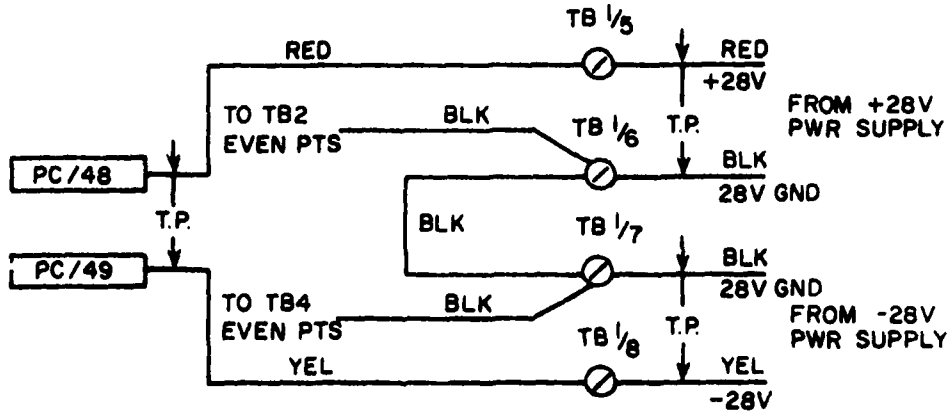 TB 1/5
RED
RED
+28V
FROM +28V
PWR SUPPLY
TO TB2
EVEN PTS
BLK
TB 1/6
T.P.
BLK
28V GND
PC/48
T.P.
BLK
TB 1/7
PC/49
BLK
28V GND
TO TB4
EVEN PTS
BLK
FROM -28V
PWR SUPPLY
T.P.
TB 1/8
YEL
YEL
-28V